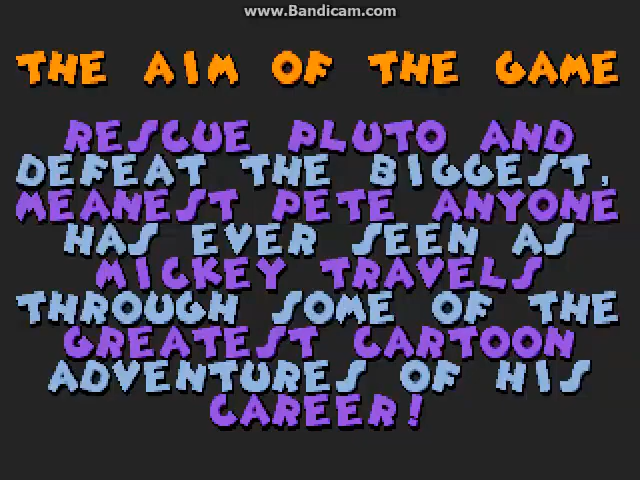 www.Bandicam.com
THE AIM OF THE GAME
RESCUE PLUTO AND
DEFEAT THE BIGGEST,
MEANEST PETE ANYONE
HAS EVER SEEN AS
MICKEY TRAVELS
THROUGH SOME OF THE
GREATEST CARTOON
ADVENTURES OF HIS
CAREER!